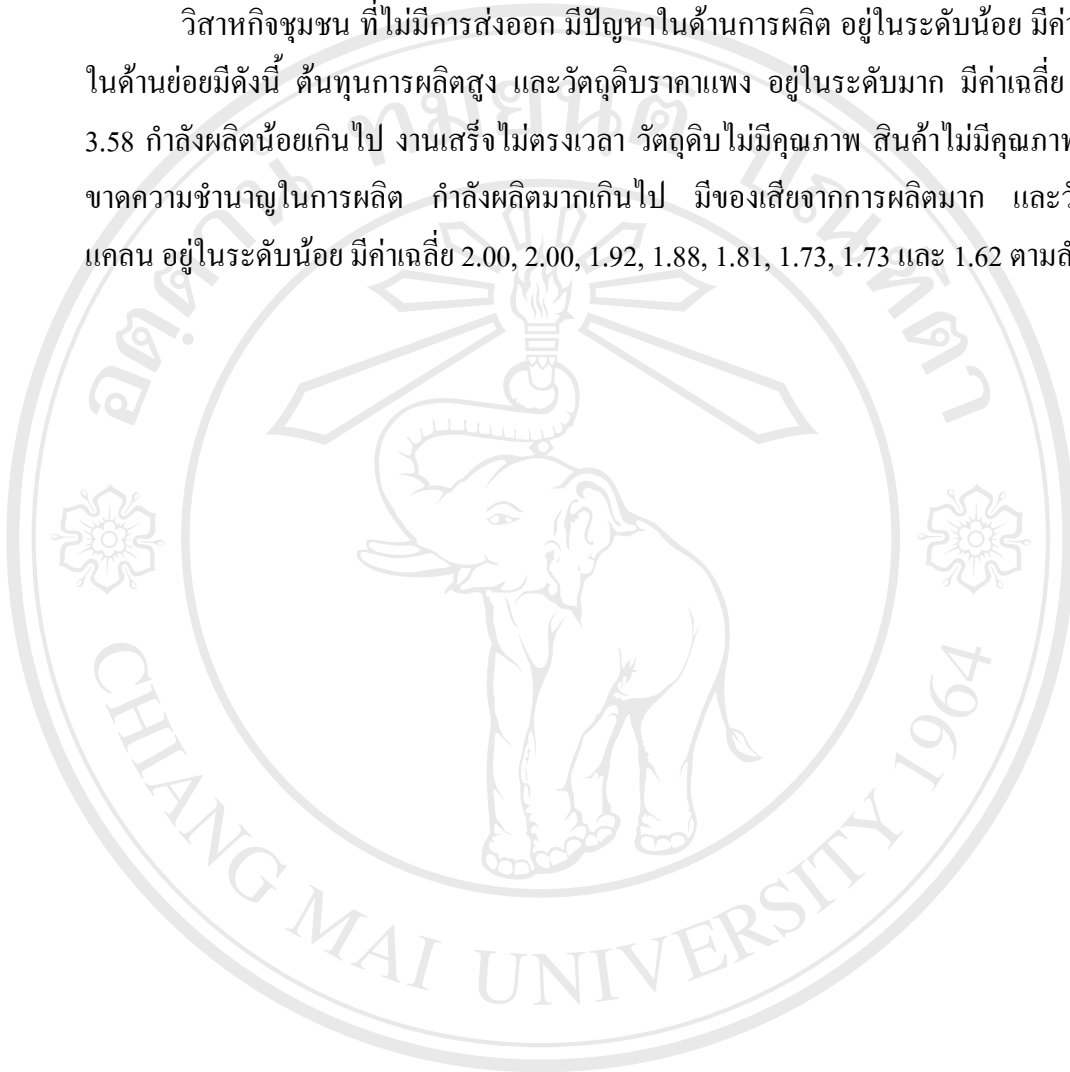 วิสาหกิจชุมชน ที่ไม่มีการส่งออก มีปัญหาในด้านการผลิต อยู่ในระดับน้อย
ในด้านย่อยมีดังนี้ ต้นทุนการผลิตสูง และวัตถุดิบราคาแพง อยู่ในระดับมาก มีค่าเฉลี่ย
3.58 กำลังผลิตน้อยเกินไป งานเสร็จไม่ตรงเวลา วัตถุดิบไม่มีคุณภาพ สินค้าไม่มีคุณภาพ
ขาดความชำนาญในการผลิต กำลังผลิตมากเกินไป มีของเสียจากการผลิตมาก
แคลน อยู่ในระดับน้อย มีค่าเฉลี่ย 2.00, 2.00, 1.92, 1.88, 1.81, 1.73, 1.73 และ 1.62
CHIANG MAI UNIVERSITY 1964